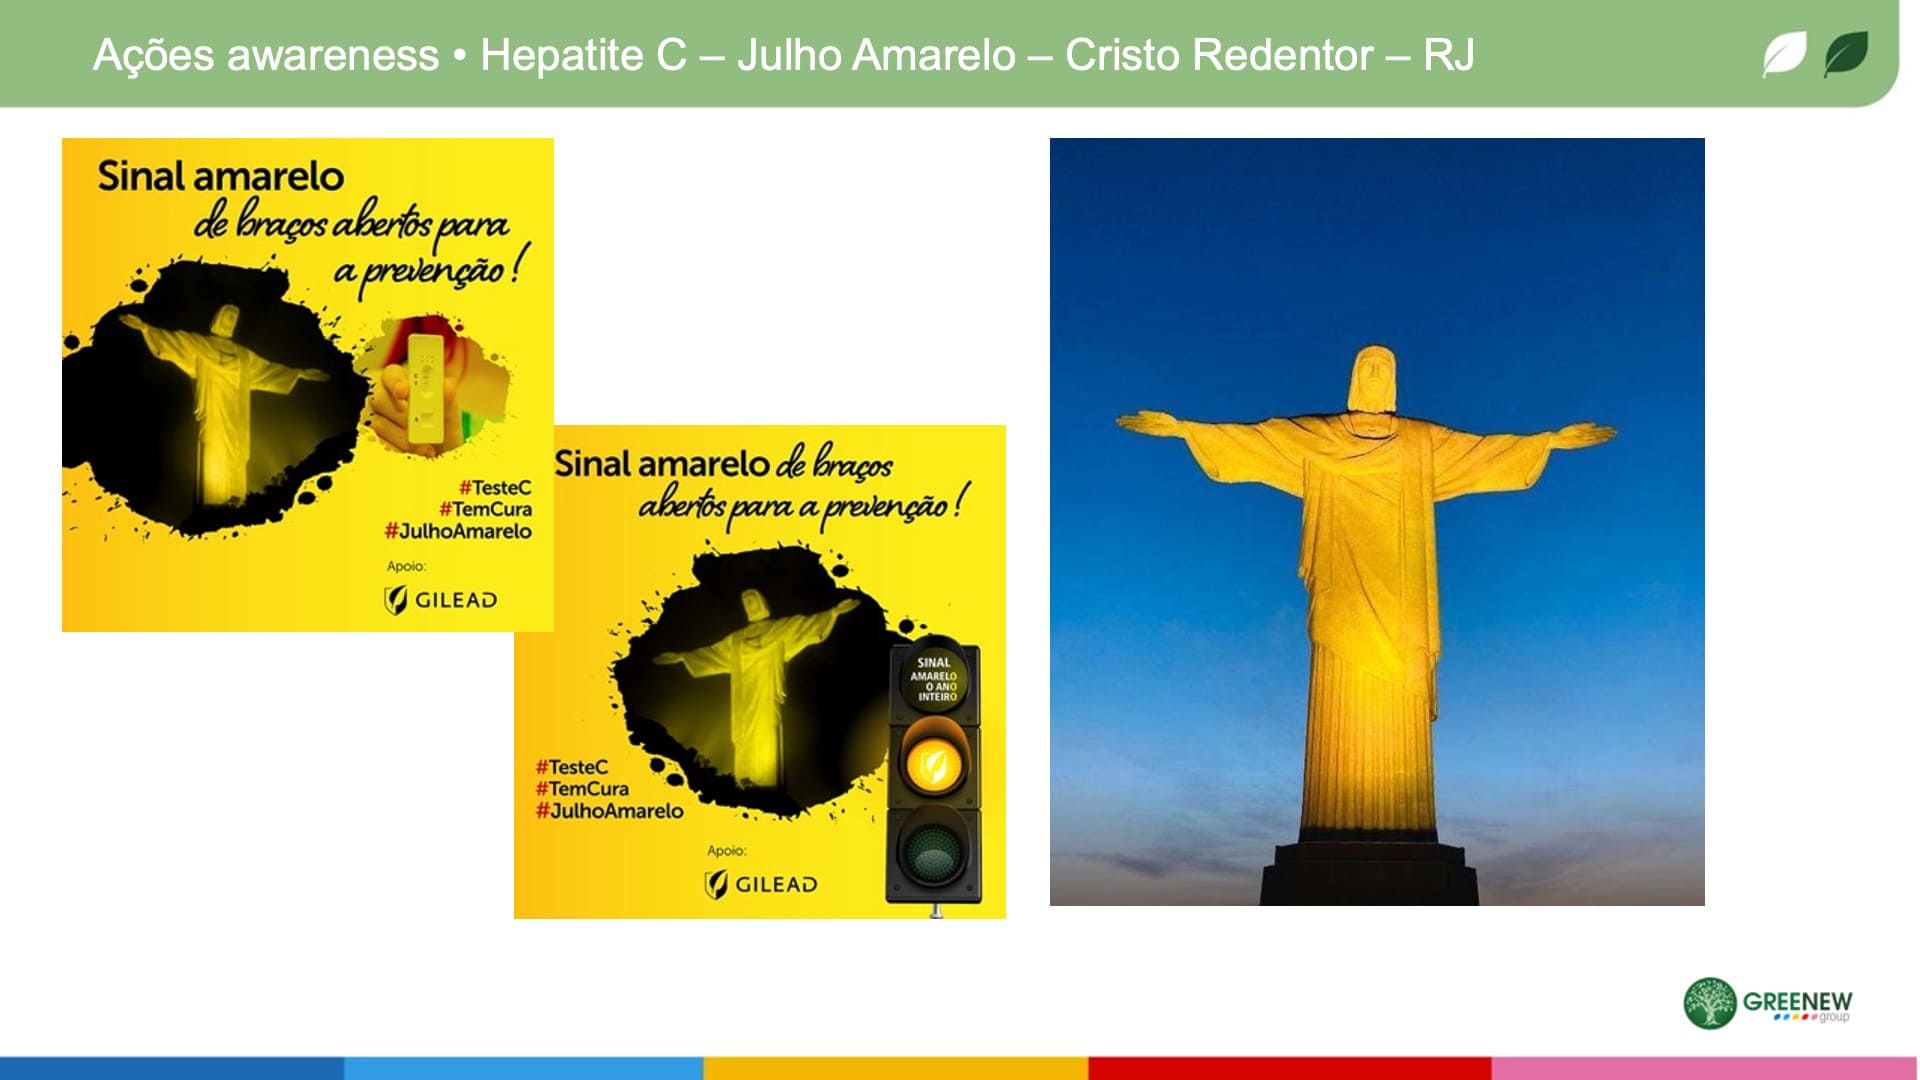 Ações awareness • Hepatite C – Julho Amarelo – Cristo Redentor – RJ
Sinal amarelo
de braços abertos para
a prevenção!
#TesteC
#TemCura
#JulhoAmarelo
Apoio:
GILEAD
Sinal amarelo de braços
abertos para a prevenção!
SINAL
AMARELO
O ANO
INTEIRO
#TesteC
#TemCura
#JulhoAmarelo
Apoio:
GILEAD
GREENEW
group